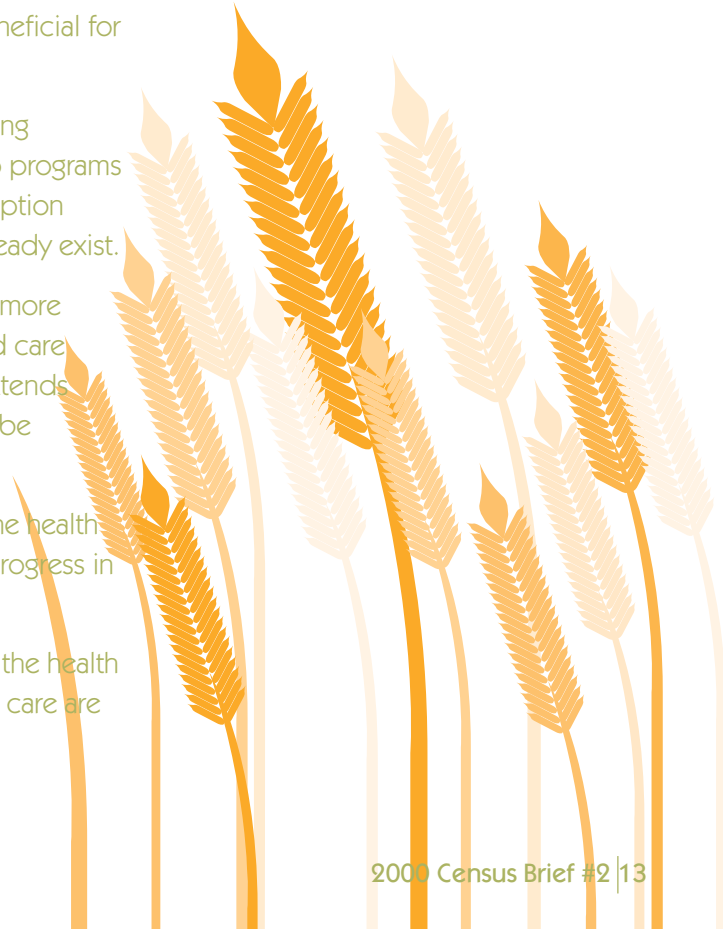 neficial for
ng
programs
ption
eady exist.
more
d care
tends
be
he health
rogress in
the health
care are
2000 Census Brief #2 | 13